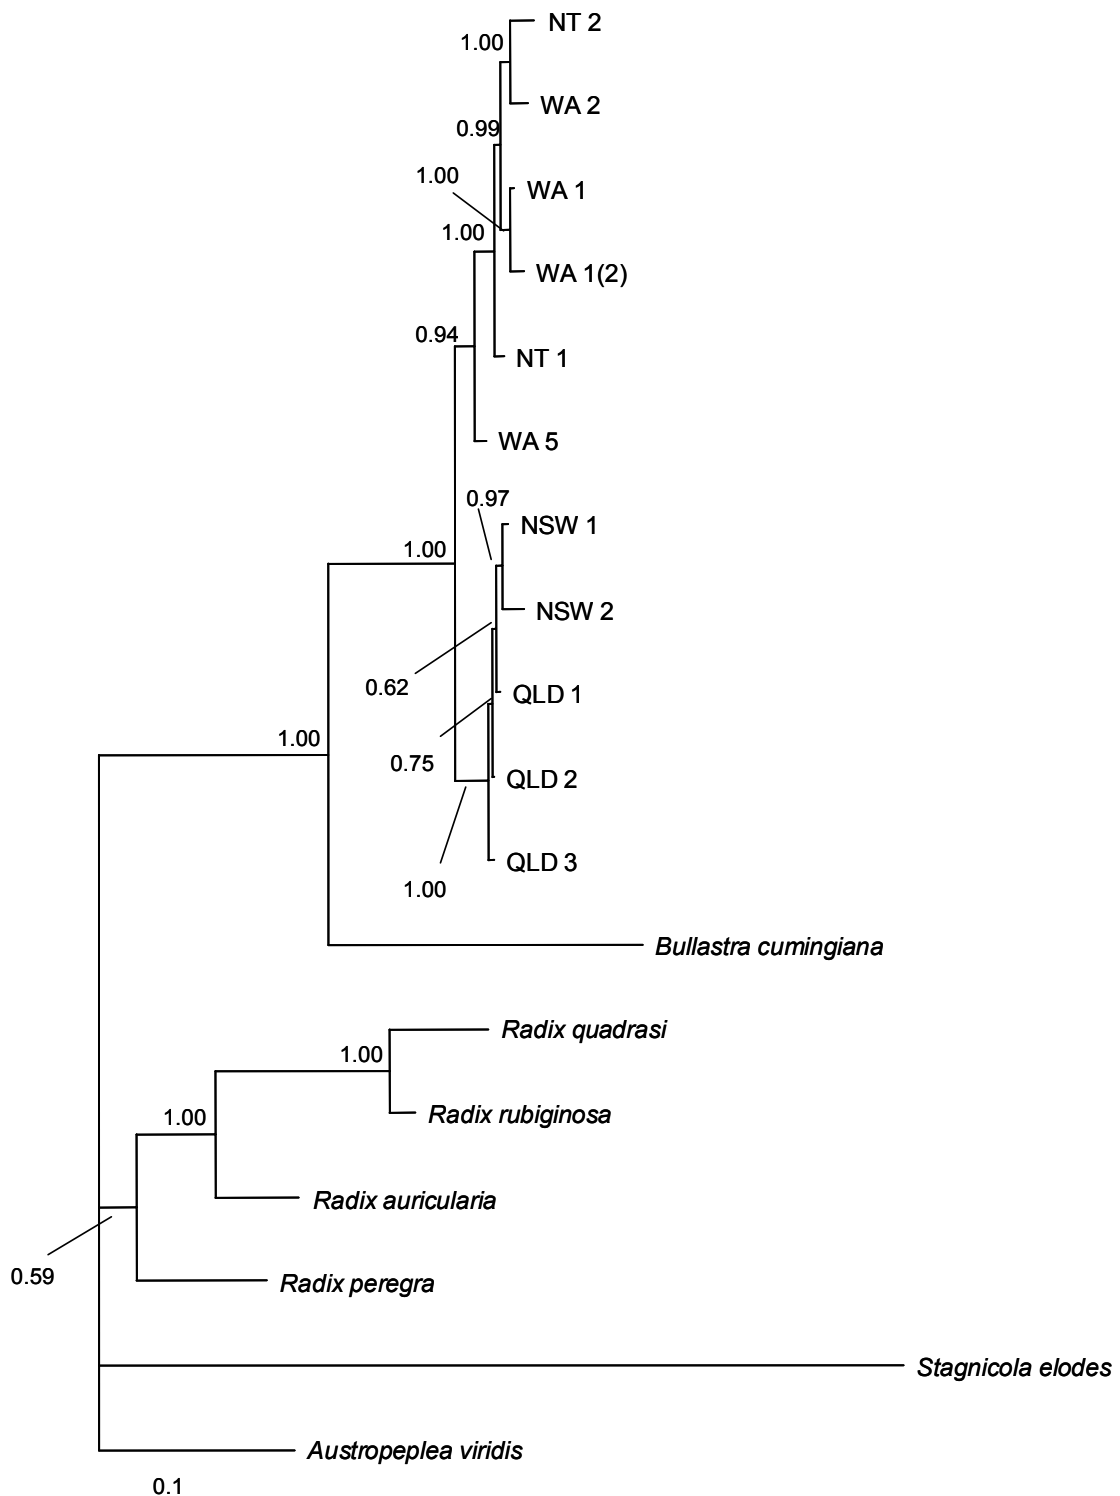 NT 2
1.00
WA 2
0.99
1.00
WA 1
1.00
WA 1(2)
0.94
NT 1
WA 5
0.97
NSW 1
1.00
NSW 2
0.62
QLD 1
1.00
0.75
QLD 2
QLD 3
1.00
Bullastra cumingiana
Radix quadrasi
1.00
Radix rubiginosa
1.00
Radix auricularia
0.59
Radix peregra
Stagnicola elodes
Austropeplea viridis
0.1